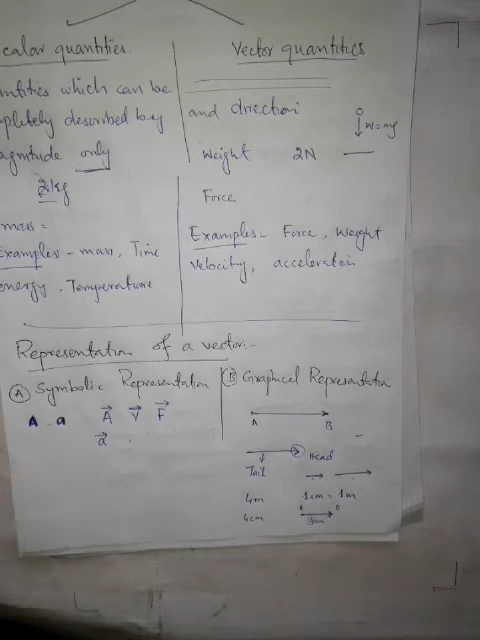 calar quantities
ntities which can be
pletely described by
agnitude only
2kg
mass =
Examples - mass, Time
energy, Temperature
Vector quantities
and direction
W=mg
Weight 2N
Force
Examples - Force, Weight
Velocity, acceleration
Representation of a vector:-
A Symbolic Representation
A a A V F
a
B Graphical Representation
A B
Head
Tail
4m 1cm = 1m
4cm